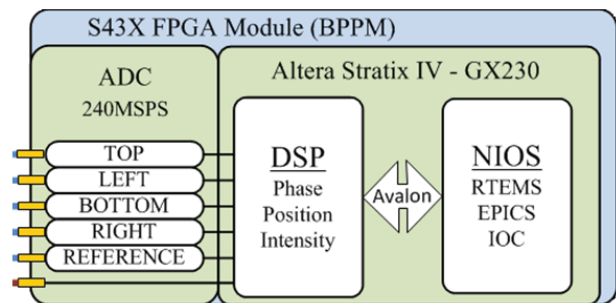 S43X FPGA Module (BPPM)
ADC
240MSPS
TOP
LEFT
BOTTOM
RIGHT
REFERENCE
Altera Stratix IV - GX230
DSP
Phase
Position
Intensity
Avalon
NIOS
RTEMS
EPICS
IOC